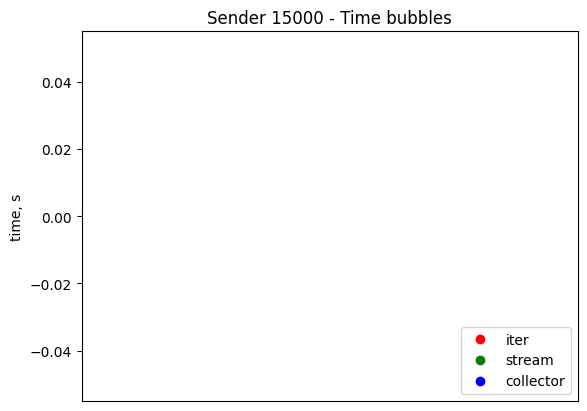 Sender 15000 - Time bubbles
0.04
0.02
0.00
−0.02
−0.04
time, s
iter
stream
collector